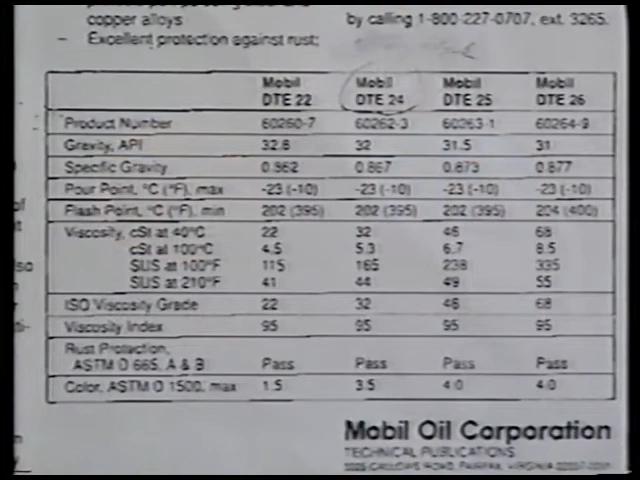 copper alloys
by calling 1-800-227-0707, ext. 3265.
– Excellent protection against rust;
Mobil DTE 22 Mobil DTE 24 Mobil DTE 25 Mobil DTE 26
Product Number 60260-7 60262-3 60263-1 60264-9
Gravity, API 32.8 32 31.5 31
Specific Gravity 0.862 0.867 0.873 0.877
Pour Point, °C (°F), max -23 (-10) -23 (-10) -23 (-10) -23 (-10)
Flash Point, °C (°F), min 202 (395) 202 (395) 202 (395) 204 (400)
Viscosity, cSt at 40°C 22 32 46 68
cSt at 100°C 4.5 5.3 6.7 8.5
SUS at 100°F 115 165 238 335
SUS at 210°F 41 44 49 55
ISO Viscosity Grade 22 32 46 68
Viscosity Index 95 95 95 95
Rust Protection,
ASTM D 665, A & B Pass Pass Pass Pass
Color, ASTM D 1500, max 1.5 3.5 4.0 4.0
Mobil Oil Corporation
TECHNICAL PUBLICATIONS
GALLOWS ROAD, FAIRFAX, VIRGINIA